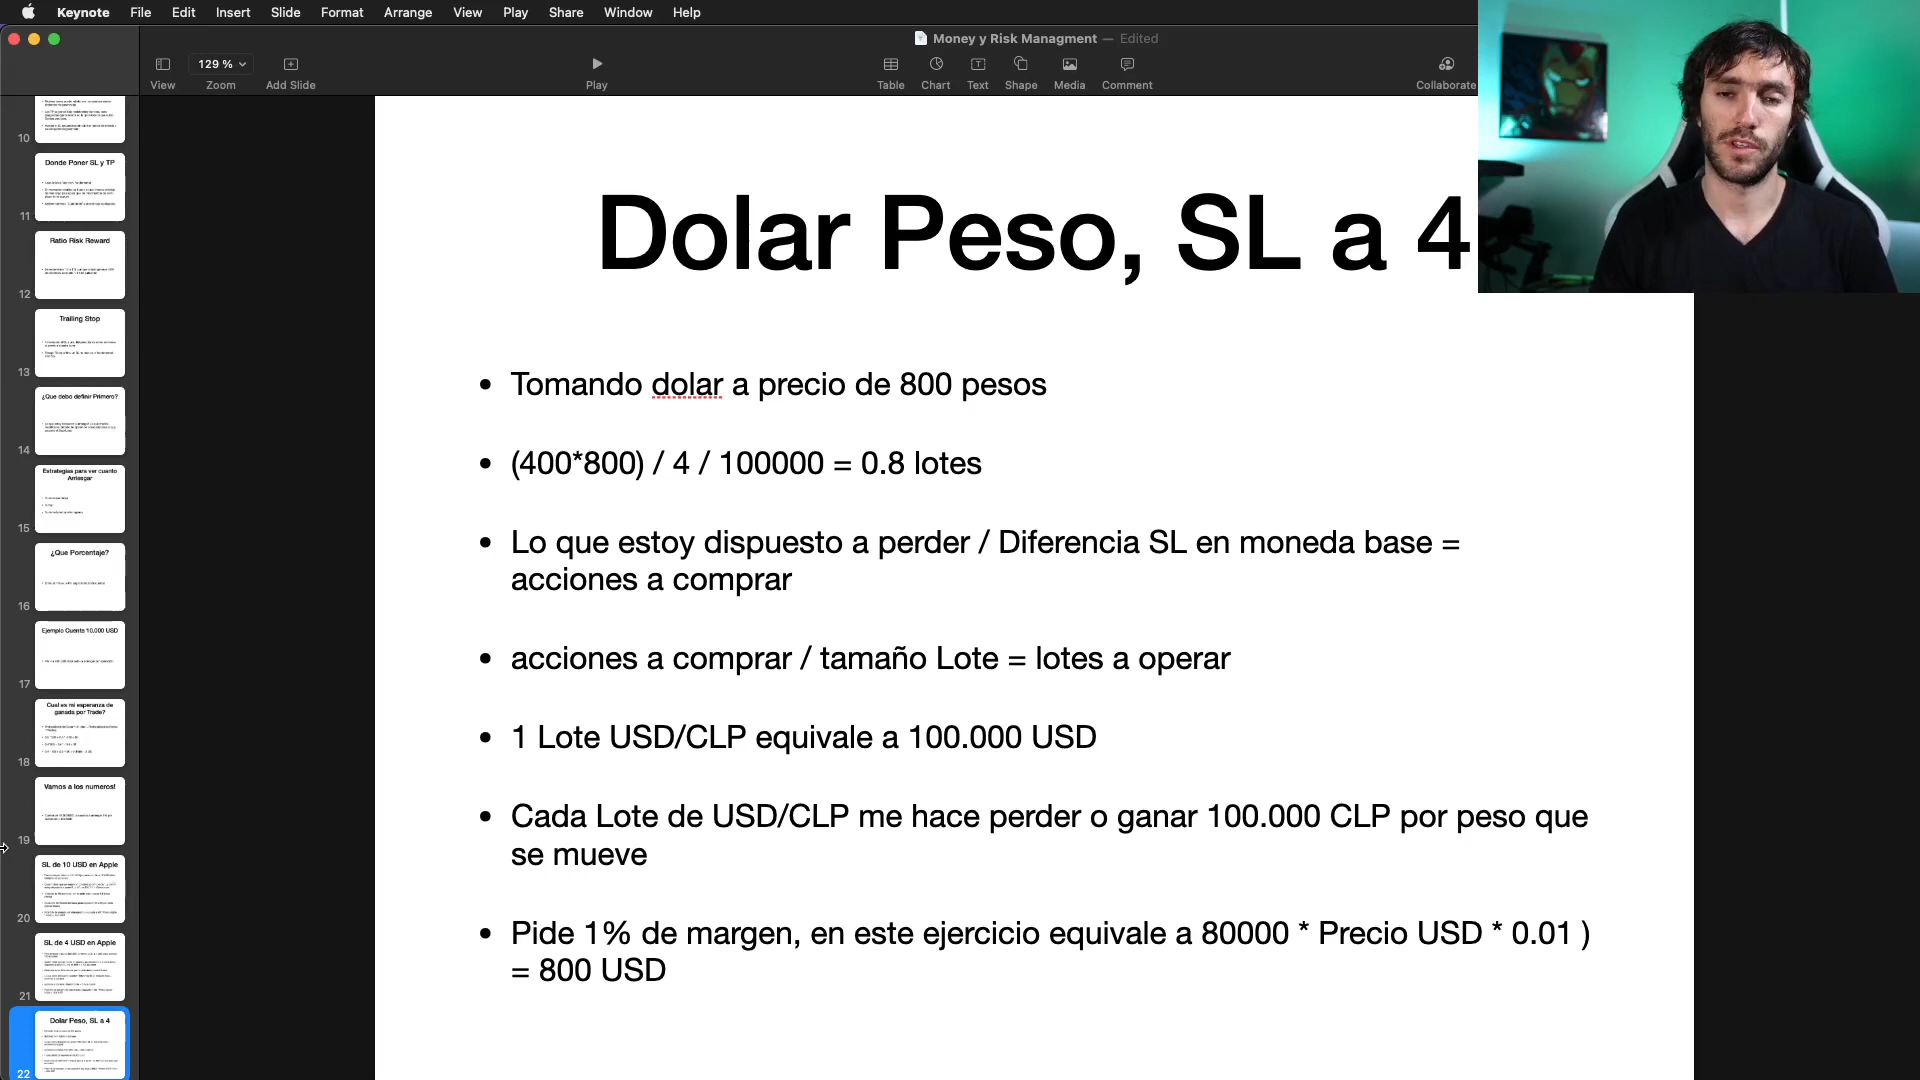 Keynote File Edit Insert Slide Format Arrange View Play Share Window Help
Money y Risk Managment — Edited
129 %
View Zoom Add Slide Play Table Chart Text Shape Media Comment Collaborate
10
Donde Poner SL y TP
11
Ratio Risk Reward
12
Trailing Stop
13
¿Que debo definir Primero?
14
Estrategias para ver cuanto
Arriesgar
15
¿Que Porcentaje?
16
Ejemplo Cuenta 10.000 USD
17
Cual es mi esperanza de
ganada por Trade?
18
Vamos a los numeros!
19
SL de 10 USD en Apple
20
SL de 4 USD en Apple
21
Dolar Peso, SL a 4
22
Dolar Peso, SL a 4
• Tomando dolar a precio de 800 pesos
• (400*800) / 4 / 100000 = 0.8 lotes
• Lo que estoy dispuesto a perder / Diferencia SL en moneda base =
acciones a comprar
• acciones a comprar / tamaño Lote = lotes a operar
• 1 Lote USD/CLP equivale a 100.000 USD
• Cada Lote de USD/CLP me hace perder o ganar 100.000 CLP por peso que
se mueve
• Pide 1% de margen, en este ejercicio equivale a 80000 * Precio USD * 0.01 )
= 800 USD